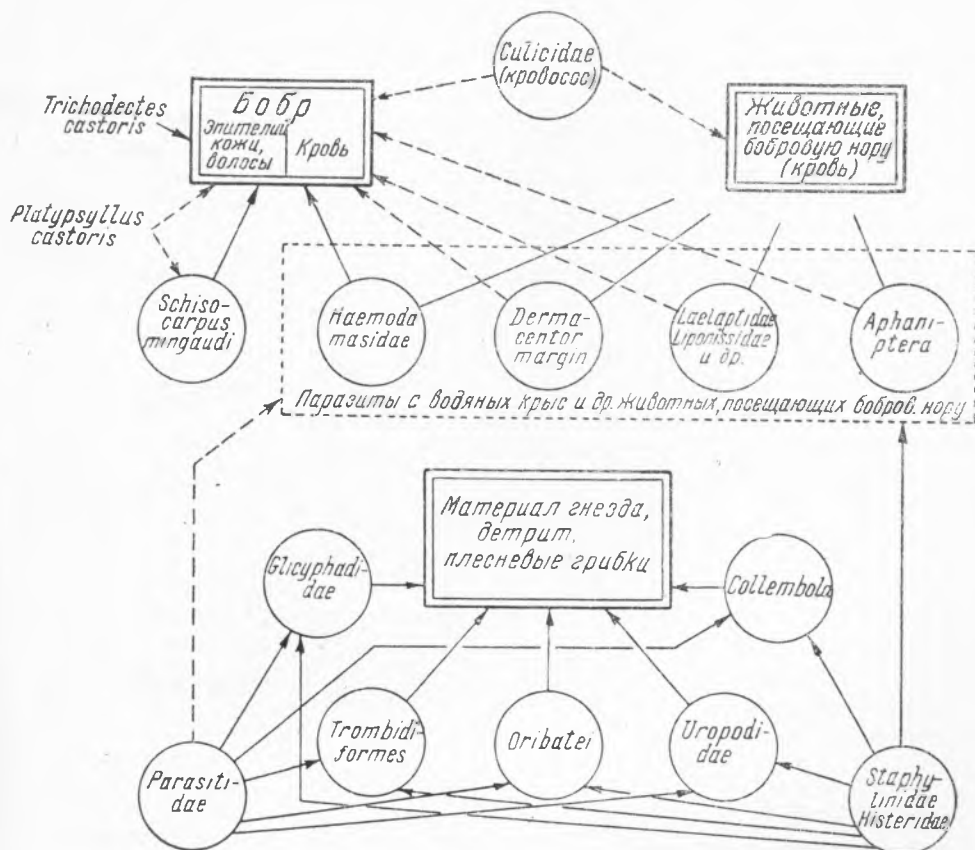 Culicidae
(кровосос)
Trichodectes
castoris
Бобр
Эпителий
кожи,
волосы
Кровь
Животные,
посещающие
бобровую нору
(кровь)
Platypsyllus
castoris
Schiso-
carpus
mingaudi
Haemoda
masidae
Derma-
centor
margin
Laelaptidae
Liponissidae
и др.
Aphani-
ptera
Паразиты с водяных крыс и др. животных, посещающих бобров. нору
Материал гнезда,
детрит,
плесневые грибки
Glicyphadi-
dae
Collembola
Trombidi-
formes
Oribatei
Uropodi-
dae
Parasiti-
dae
Staphy-
linidae
Histeridae